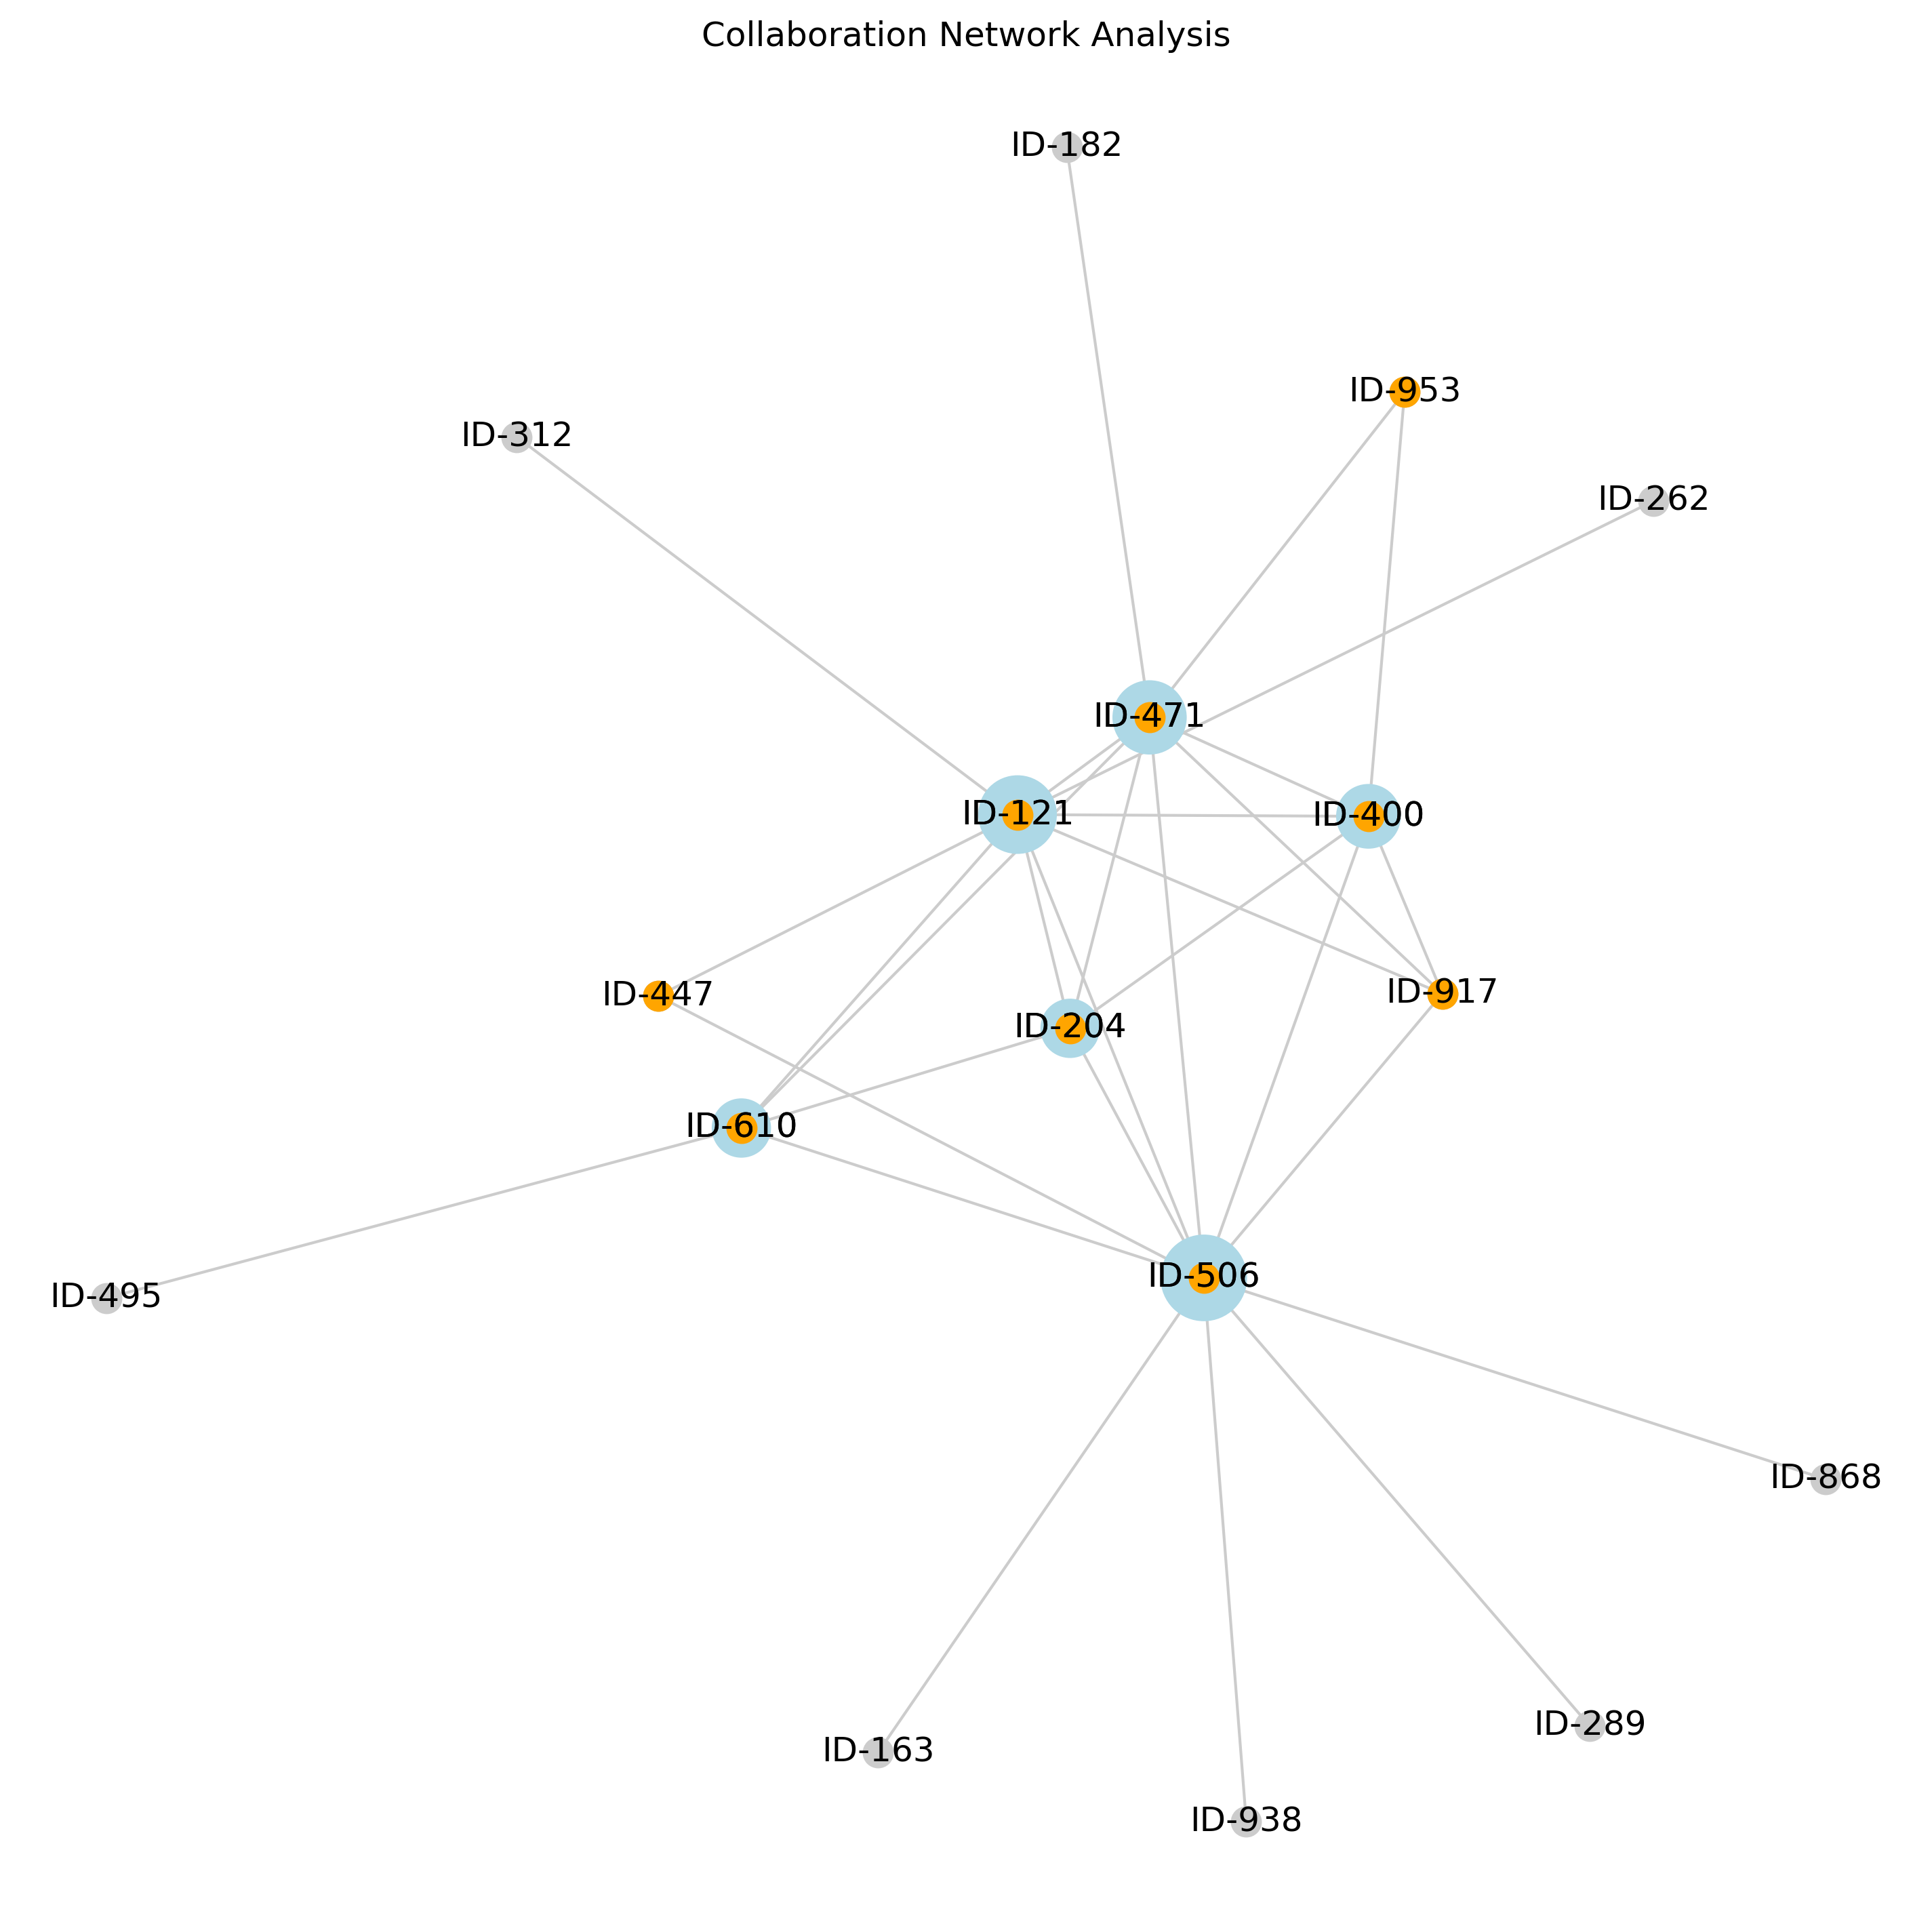 Collaboration Network Analysis
ID-182
ID-953
ID-312
ID-262
ID-471
ID-121
ID-400
ID-447
ID-917
ID-204
ID-610
ID-506
ID-495
ID-868
ID-289
ID-163
ID-938